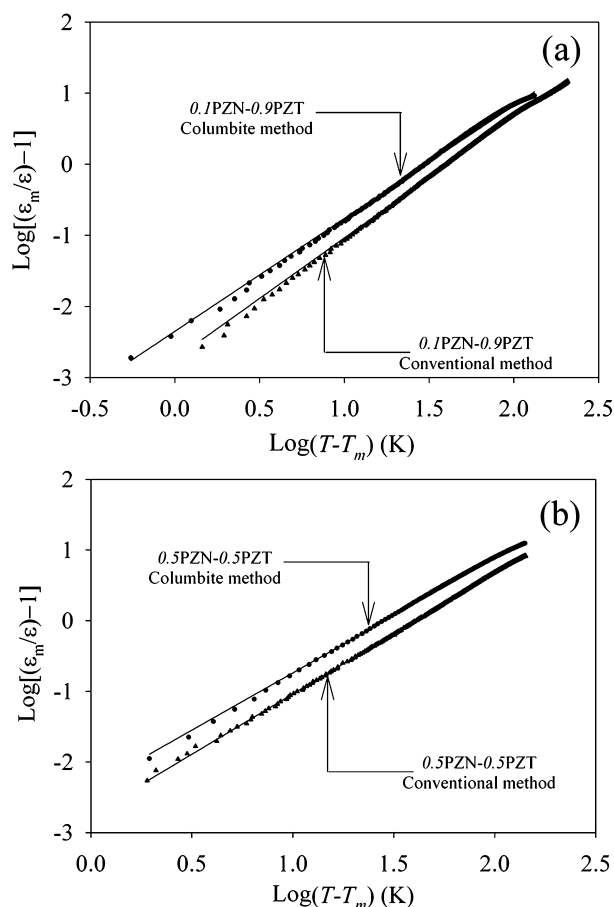 (a)
2
1
0
-1
-2
-3
Log[(εm/ε)−1]
0.1PZN-0.9PZT
Columbite method
0.1PZN-0.9PZT
Conventional method
-0.5 0.0 0.5 1.0 1.5 2.0 2.5
Log(T-Tm) (K)
(b)
2
1
0
-1
-2
-3
Log[(εm/ε)−1]
0.5PZN-0.5PZT
Columbite method
0.5PZN-0.5PZT
Conventional method
0.0 0.5 1.0 1.5 2.0 2.5
Log(T-Tm) (K)